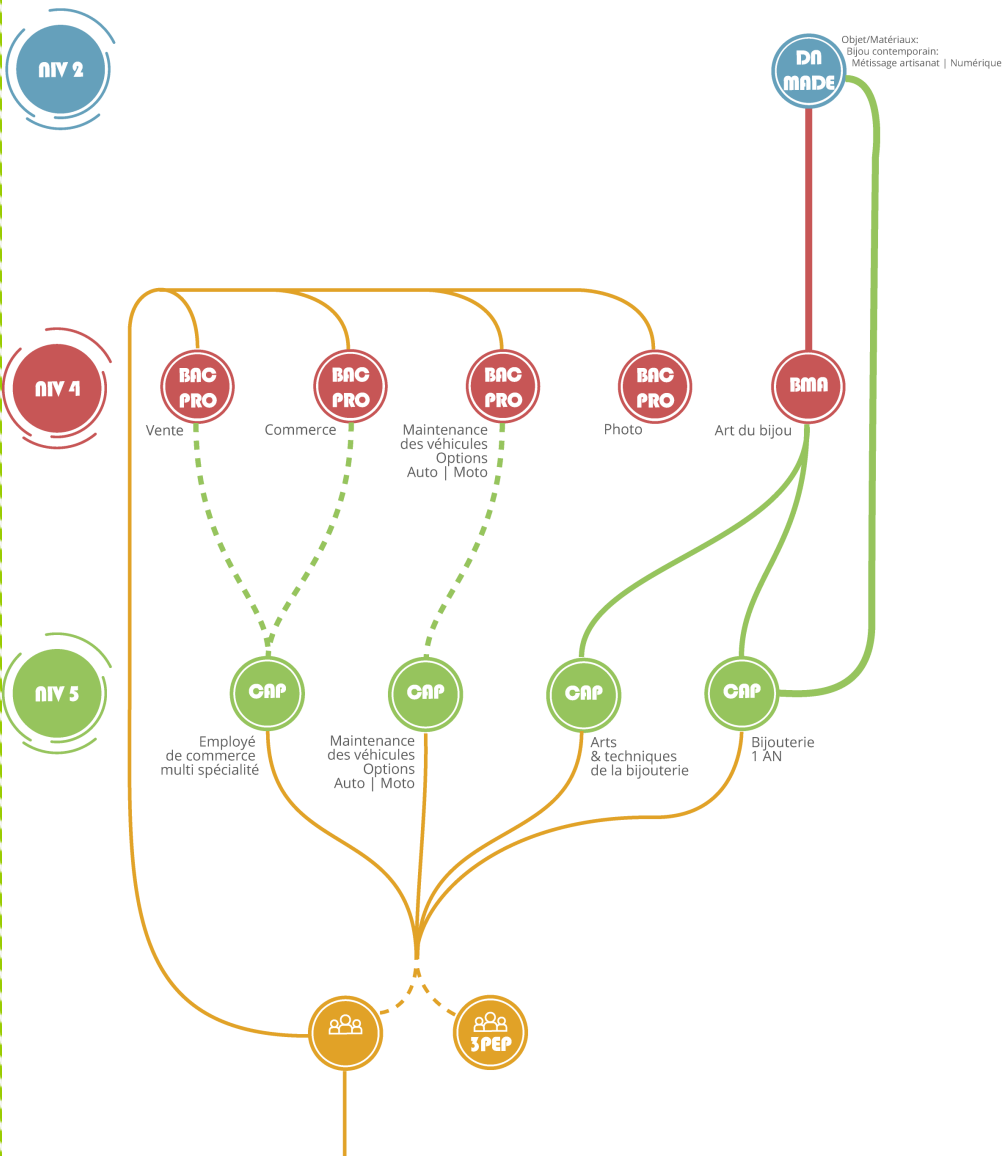 NIV 2
DN
MADE
Objet/Matériaux:
Bijou contemporain:
Métissage artisanat | Numérique
NIV 4
BAC
PRO
Vente
BAC
PRO
Commerce
BAC
PRO
Maintenance
des véhicules
Options
Auto | Moto
BAC
PRO
Photo
BMA
Art du bijou
NIV 5
CAP
Employé
de commerce
multi spécialité
CAP
Maintenance
des véhicules
Options
Auto | Moto
CAP
Arts
& techniques
de la bijouterie
CAP
Bijouterie
1 AN
3PEP